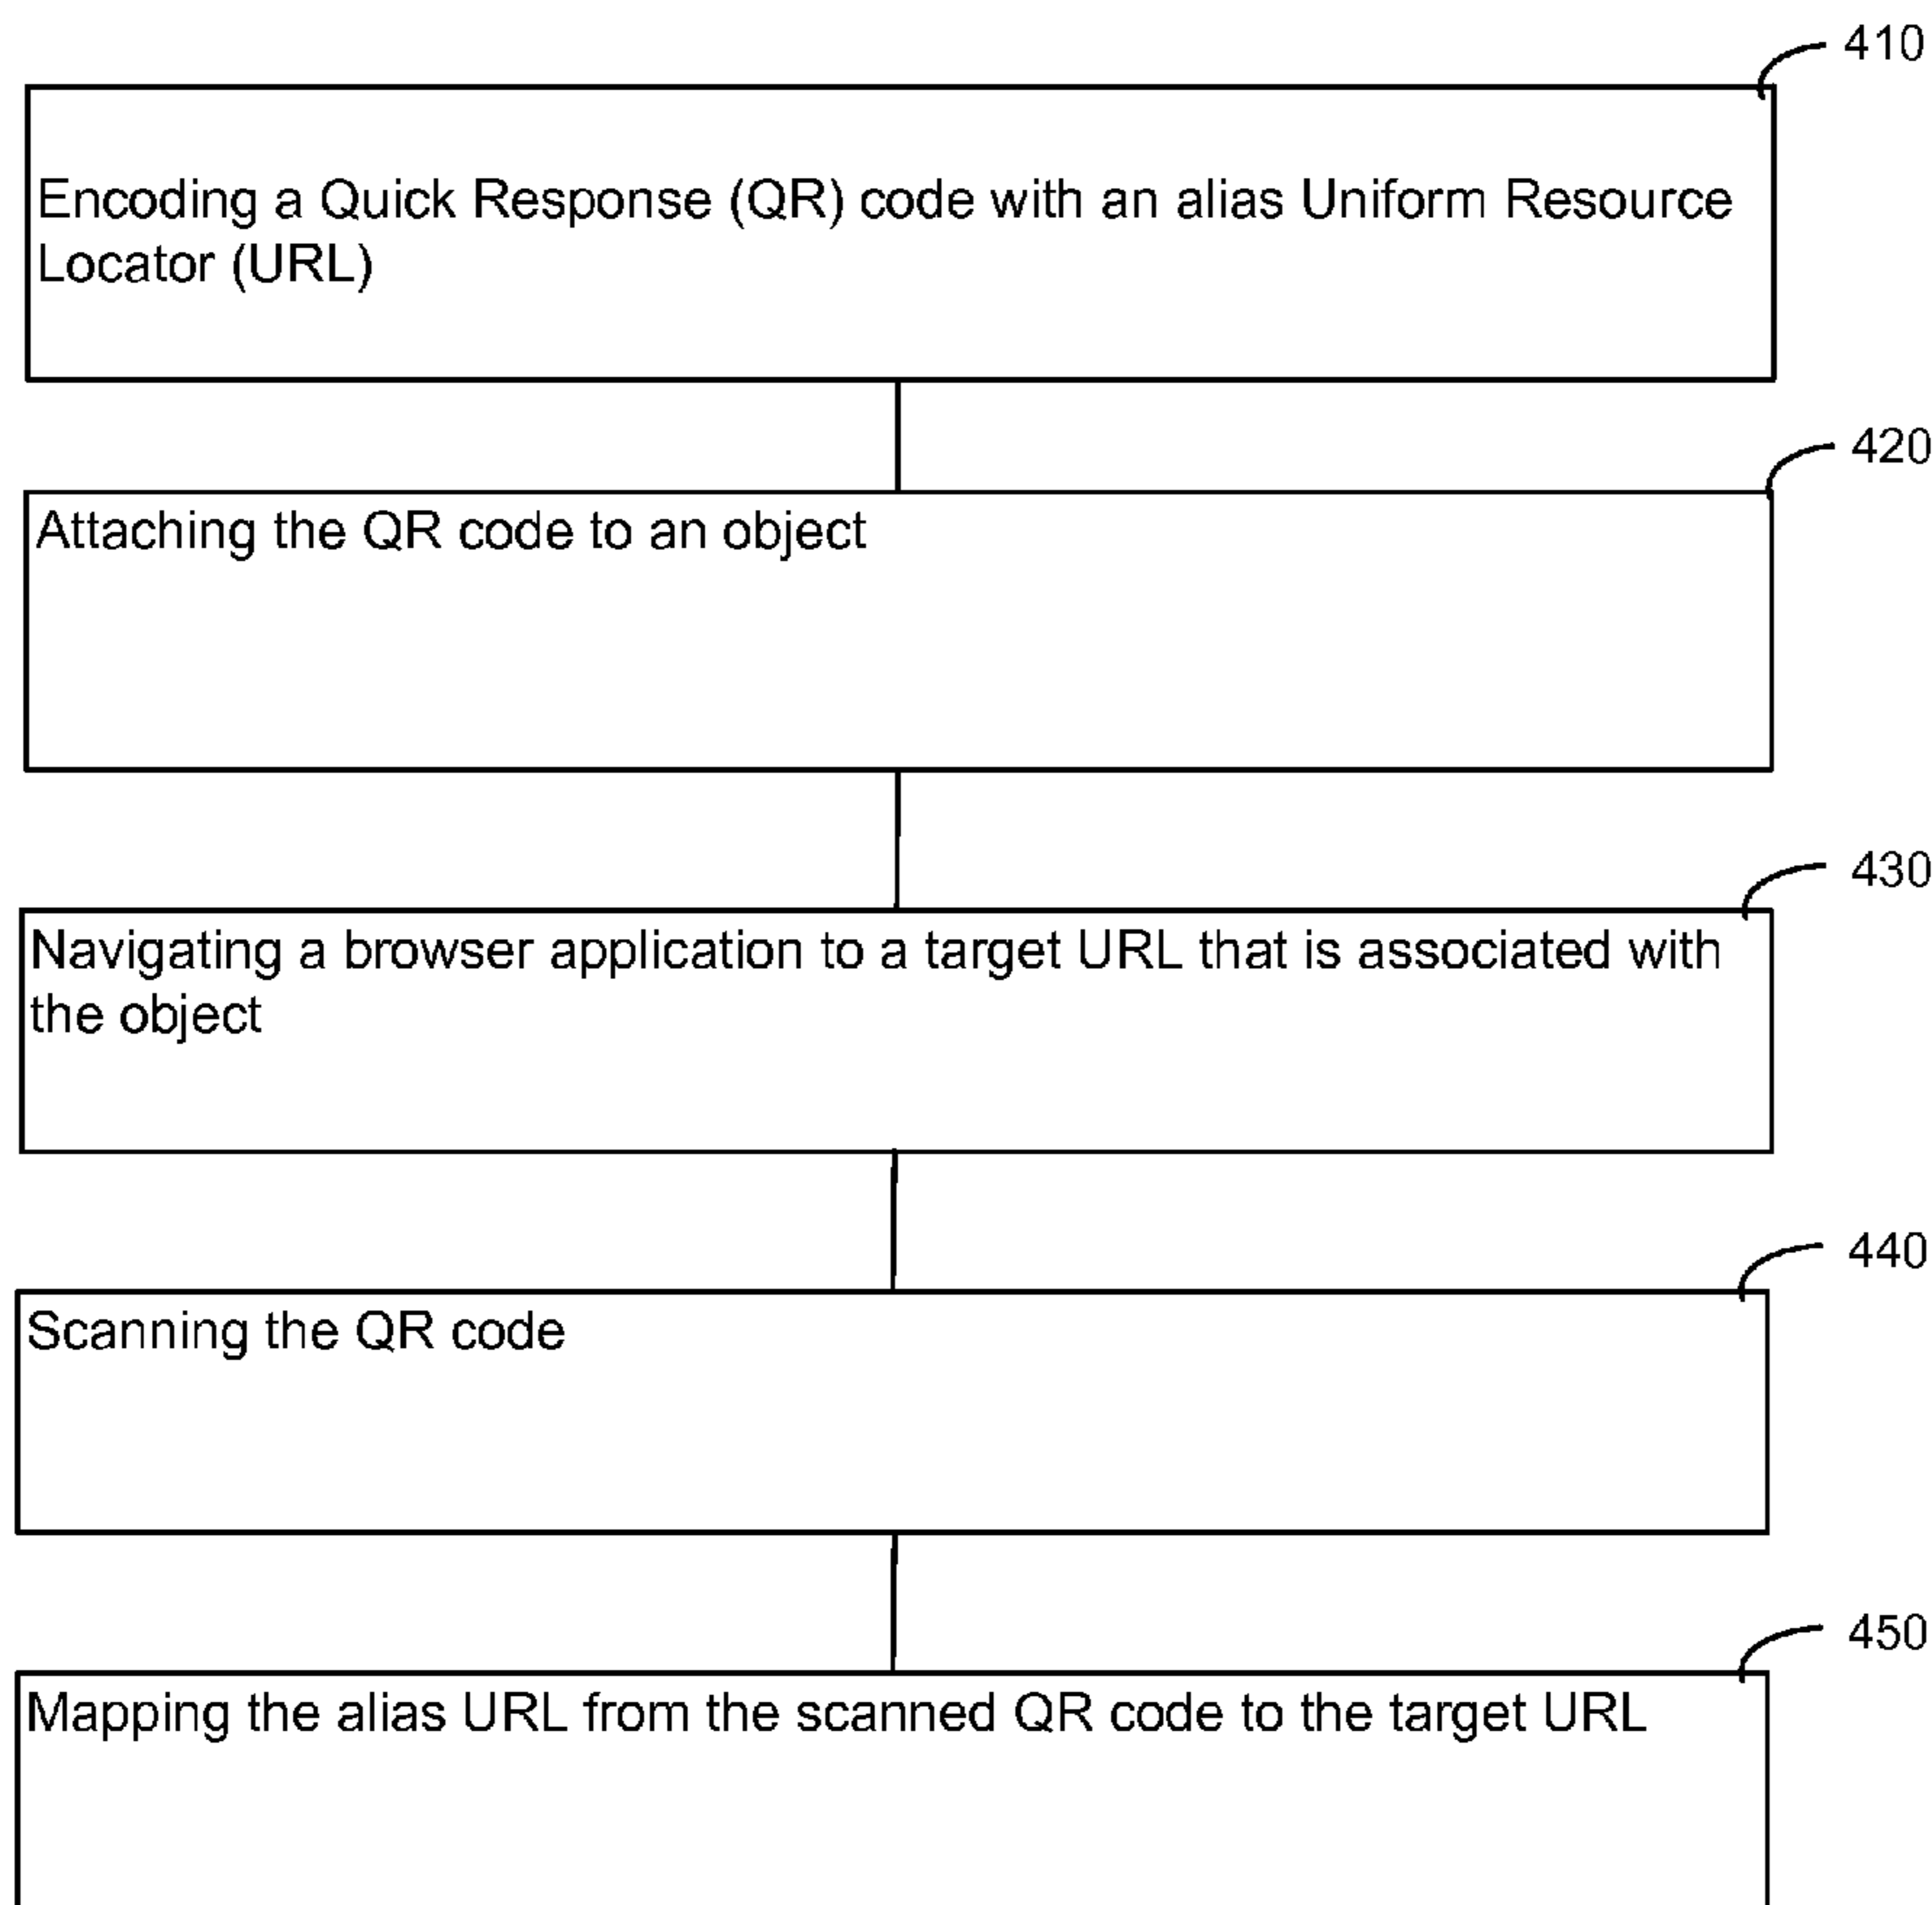 410
Encoding a Quick Response (QR) code with an alias Uniform Resource
Locator (URL)
420
Attaching the QR code to an object
430
Navigating a browser application to a target URL that is associated with
the object
440
Scanning the QR code
450
Mapping the alias URL from the scanned QR code to the target URL